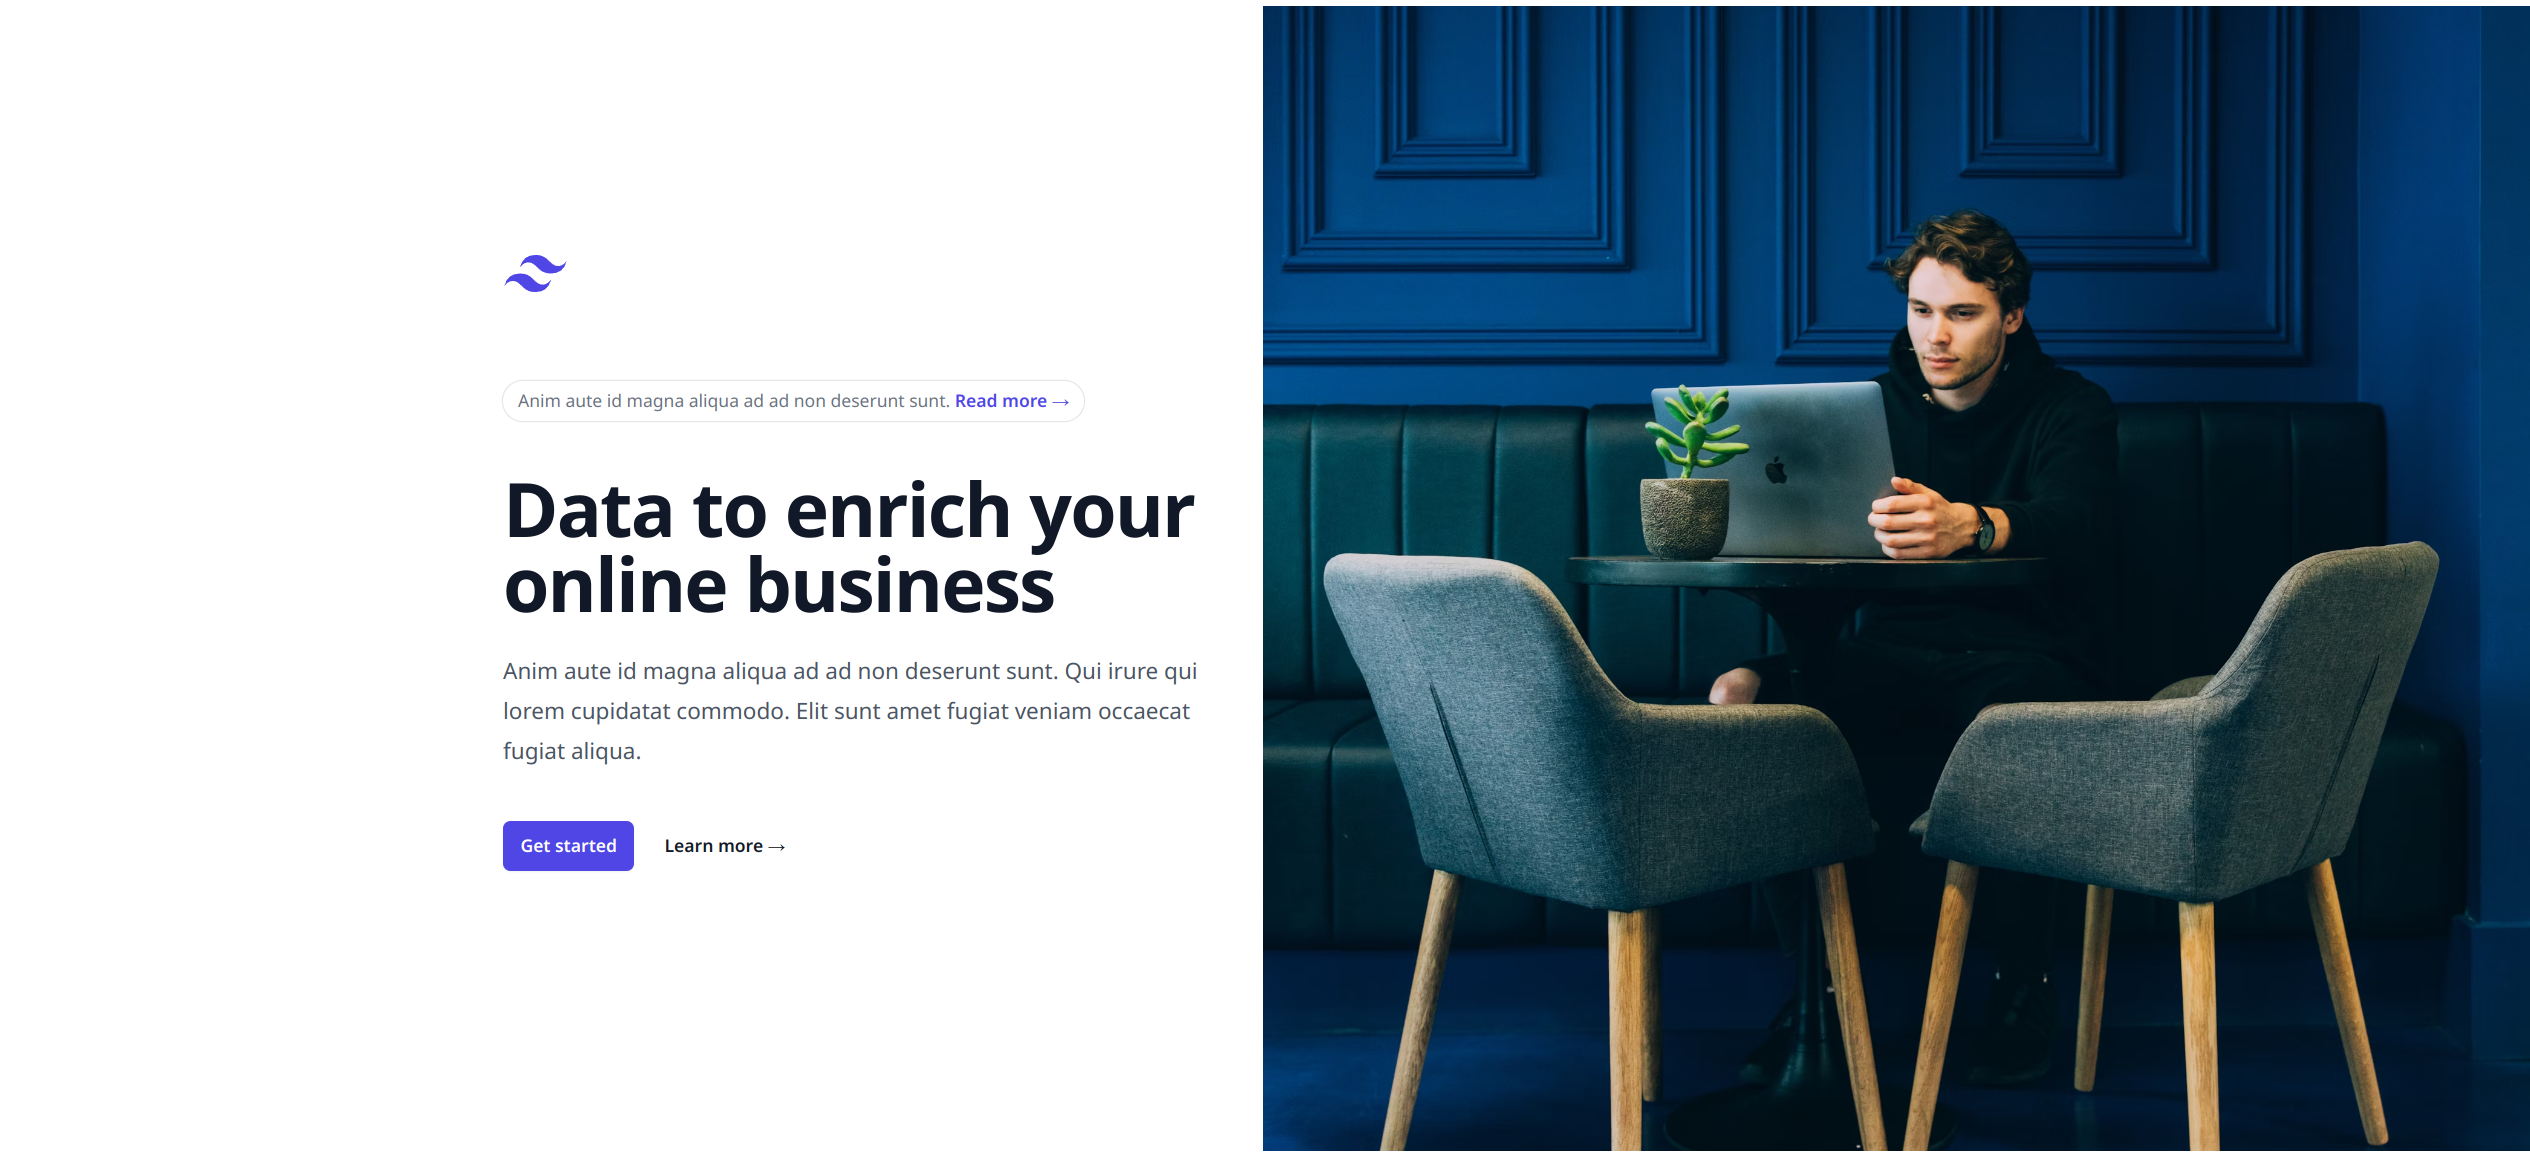 Anim aute id magna aliqua ad ad non deserunt sunt. Read more →
Data to enrich your
online business
Anim aute id magna aliqua ad ad non deserunt sunt. Qui irure qui
lorem cupidatat commodo. Elit sunt amet fugiat veniam occaecat
fugiat aliqua.
Get started Learn more →